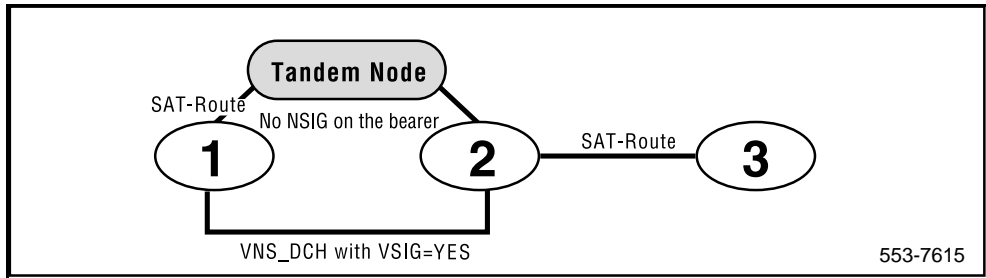 Tandem Node
SAT-Route
No NSIG on the bearer
1
2
SAT-Route
3
VNS_DCH with VSIG=YES
553-7615